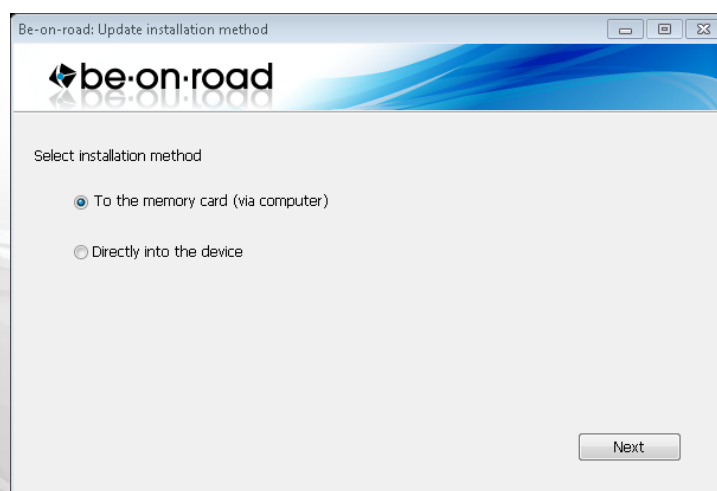 Be-on-road: Update installation method
be·on·road
Select installation method
To the memory card (via computer)
Directly into the device
Next